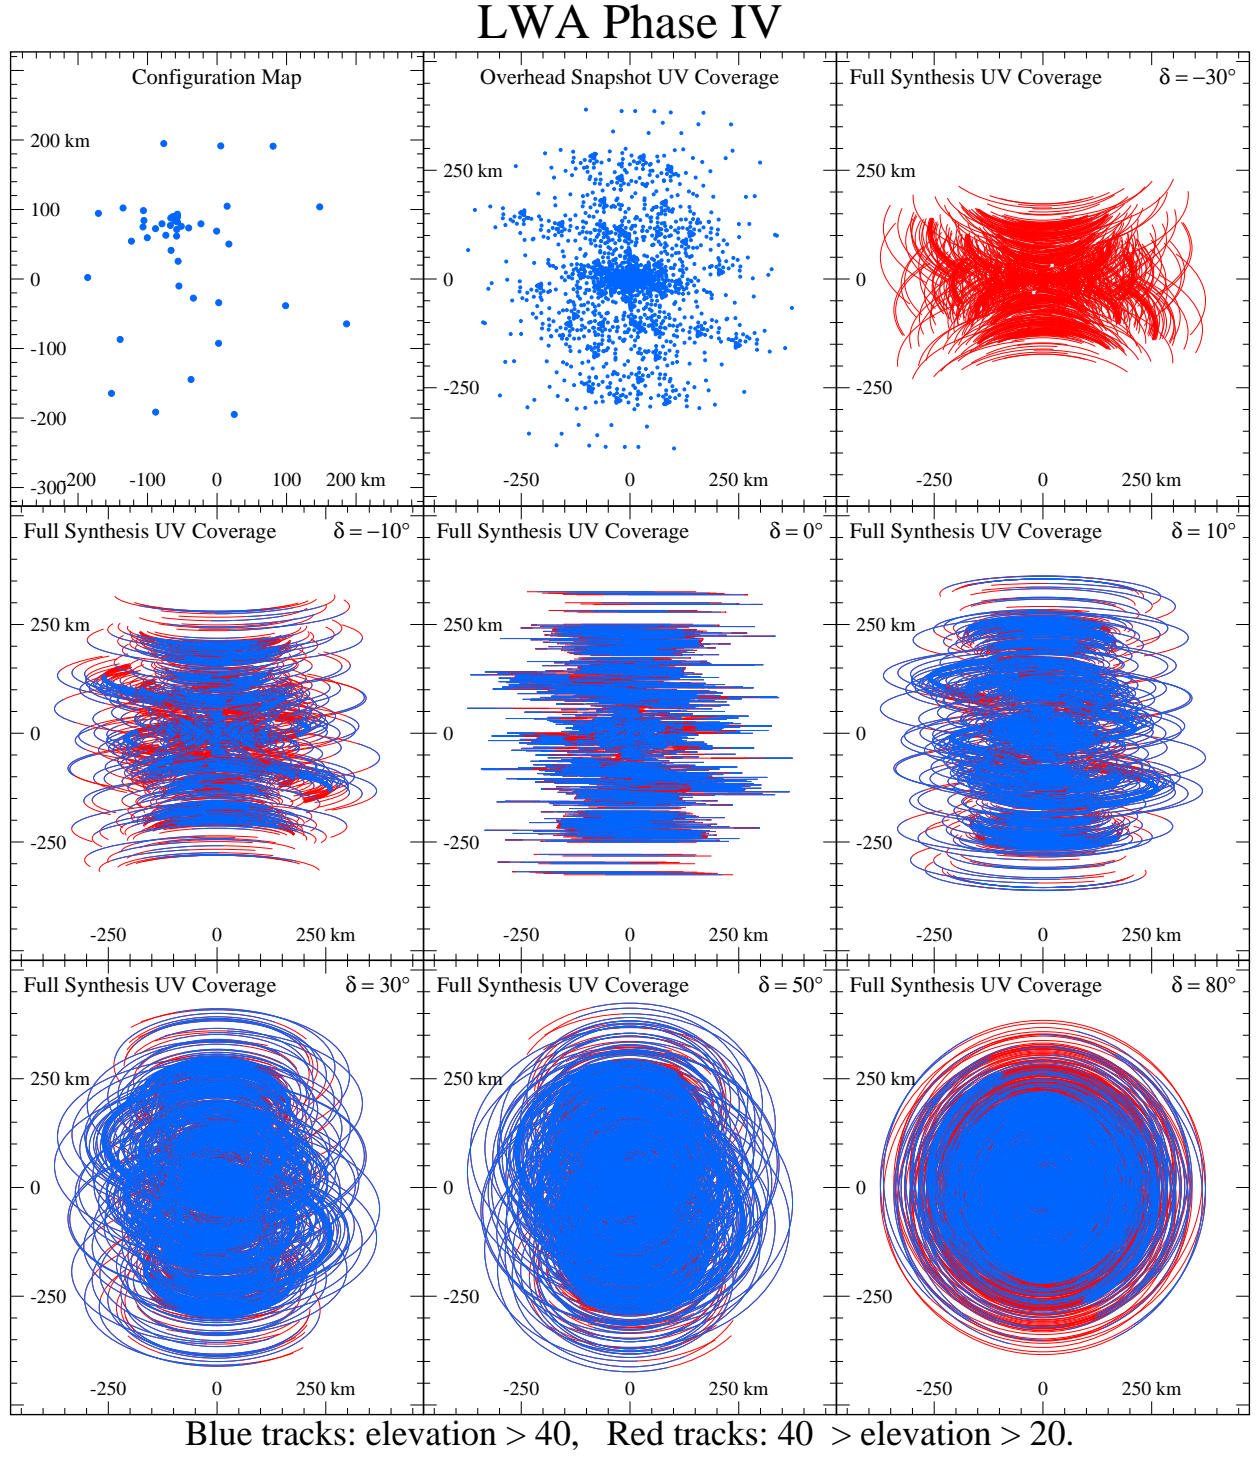 LWA Phase IV
Configuration Map
200 km
100
0
-100
-200
-300
-200 -100 0 100 200 km
Overhead Snapshot UV Coverage
250 km
0
-250
-250 0 250 km
Full Synthesis UV Coverage δ = −30°
250 km
0
-250
-250 0 250 km
Full Synthesis UV Coverage δ = −10°
250 km
0
-250
-250 0 250 km
Full Synthesis UV Coverage δ = 0°
250 km
0
-250
-250 0 250 km
Full Synthesis UV Coverage δ = 10°
250 km
0
-250
-250 0 250 km
Full Synthesis UV Coverage δ = 30°
250 km
0
-250
-250 0 250 km
Full Synthesis UV Coverage δ = 50°
250 km
0
-250
-250 0 250 km
Full Synthesis UV Coverage δ = 80°
250 km
0
-250
-250 0 250 km
Blue tracks: elevation > 40, Red tracks: 40 > elevation > 20.